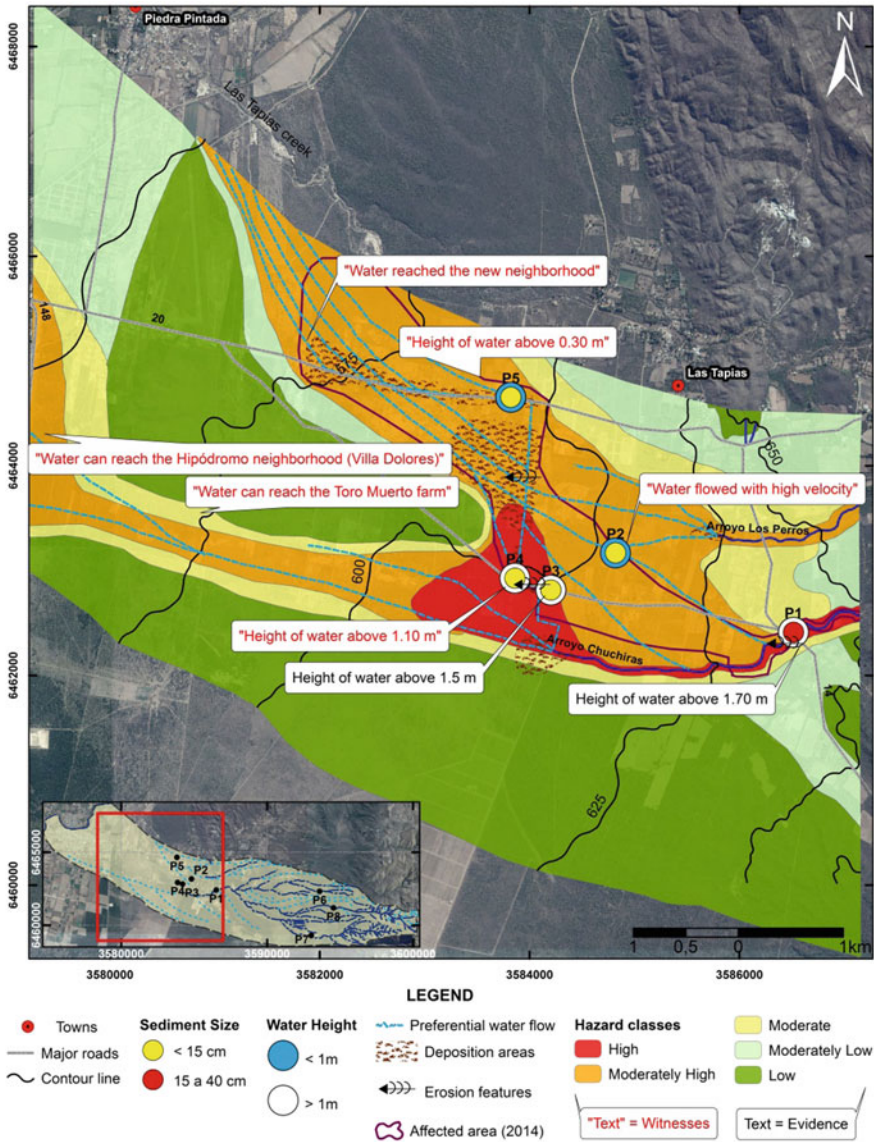 Piedra Pintada
N
6468000
Las Tapias creek
6466000
"Water reached the new neighborhood"
148
20
"Height of water above 0.30 m"
575
P5
Las Tapias
650
6464000
"Water can reach the Hipódromo neighborhood (Villa Dolores)"
"Water can reach the Toro Muerto farm"
"Water flowed with high velocity"
Arroyo Los Perros
P2
600
P4
P3
P1
"Height of water above 1.10 m"
Arroyo Chuchiras
Height of water above 1.5 m
6462000
Height of water above 1.70 m
14
625
6465000
P5
P2
P4
P3
P1
P6
P8
P7
6460000
6460000
3580000
3590000
3600000
1
0,5
0
1km
3580000
3582000
3584000
3586000
LEGEND
Towns
Major roads
Contour line
Sediment Size
< 15 cm
15 a 40 cm
Water Height
< 1m
> 1m
Preferential water flow
Deposition areas
Erosion features
Affected area (2014)
Hazard classes
High
Moderately High
Moderate
Moderately Low
Low
"Text" = Witnesses
Text = Evidence